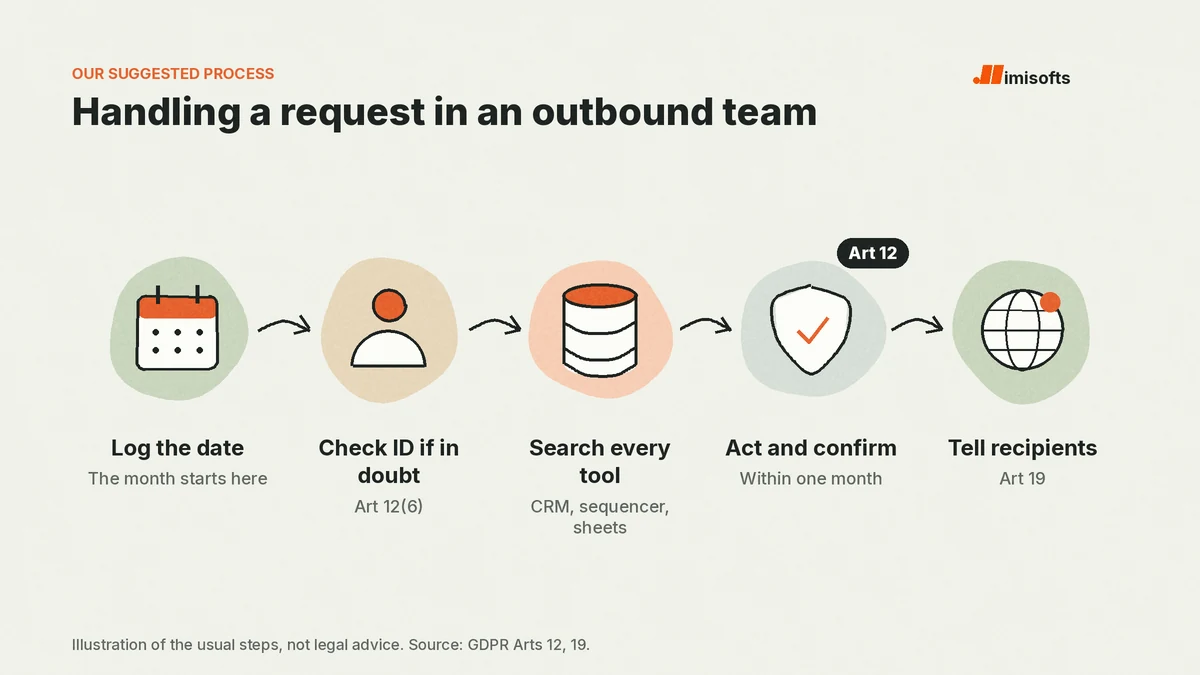 OUR SUGGESTED PROCESS
Handling a request in an outbound team
imisofts
Art 12
Log the date
The month starts here
Check ID if in
doubt
Art 12(6)
Search every
tool
CRM, sequencer,
sheets
Act and confirm
Within one month
Tell recipients
Art 19
Illustration of the usual steps, not legal advice. Source: GDPR Arts 12, 19.